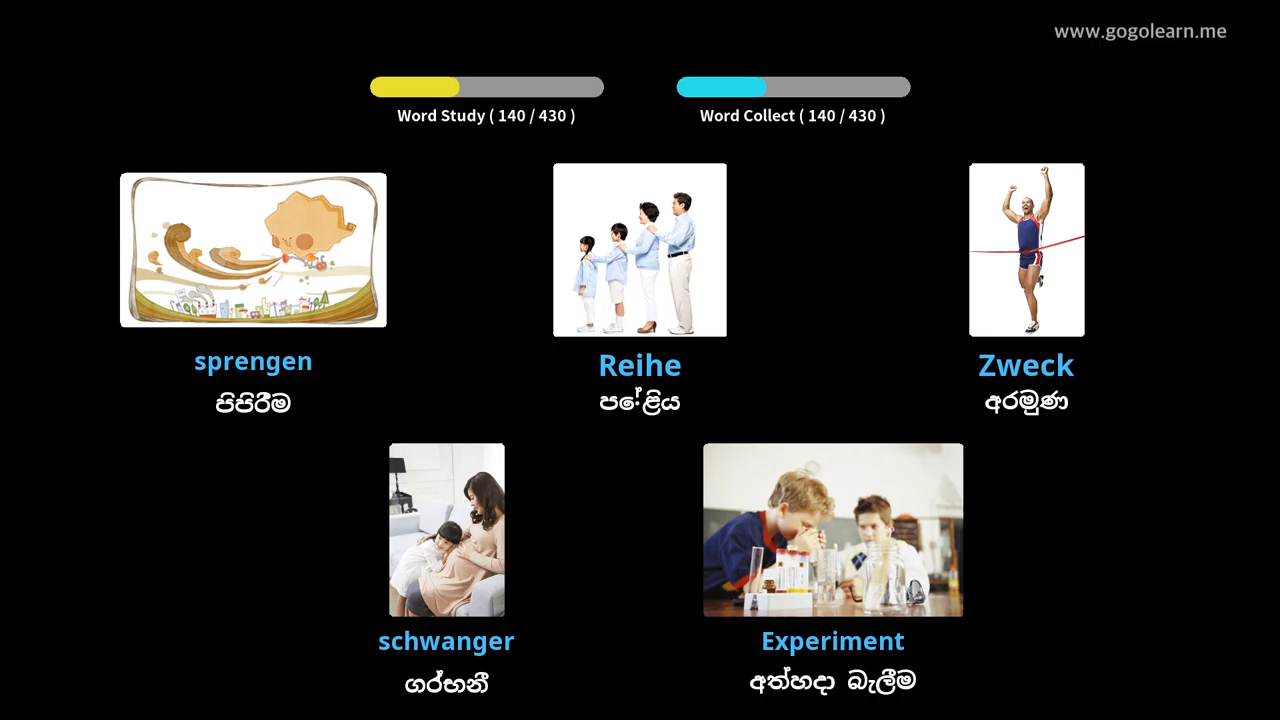 www.gogolearn.me
Word Study ( 140 / 430 )
Word Collect ( 140 / 430 )
sprengen
පිපිරීම
Reihe
පේළිය
Zweck
අරමුණ
schwanger
ගර්භනී
Experiment
අත්හදා බැලීම